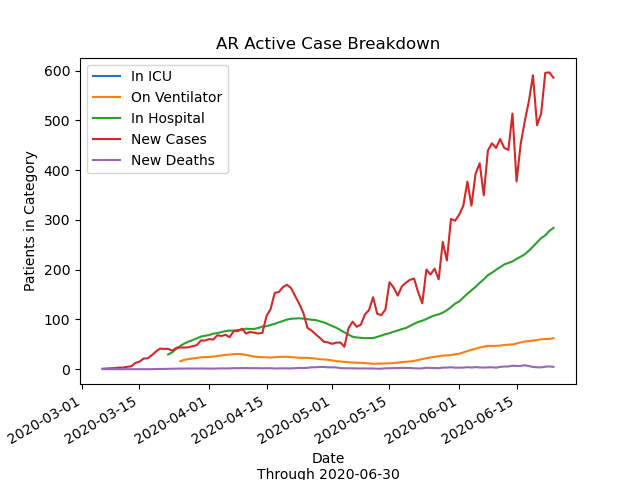 AR Active Case Breakdown
In ICU
On Ventilator
In Hospital
New Cases
New Deaths
Patients in Category
600
500
400
300
200
100
0
2020-03-01
2020-03-15
2020-04-01
2020-04-15
2020-05-01
2020-05-15
2020-06-01
2020-06-15
Date
Through 2020-06-30